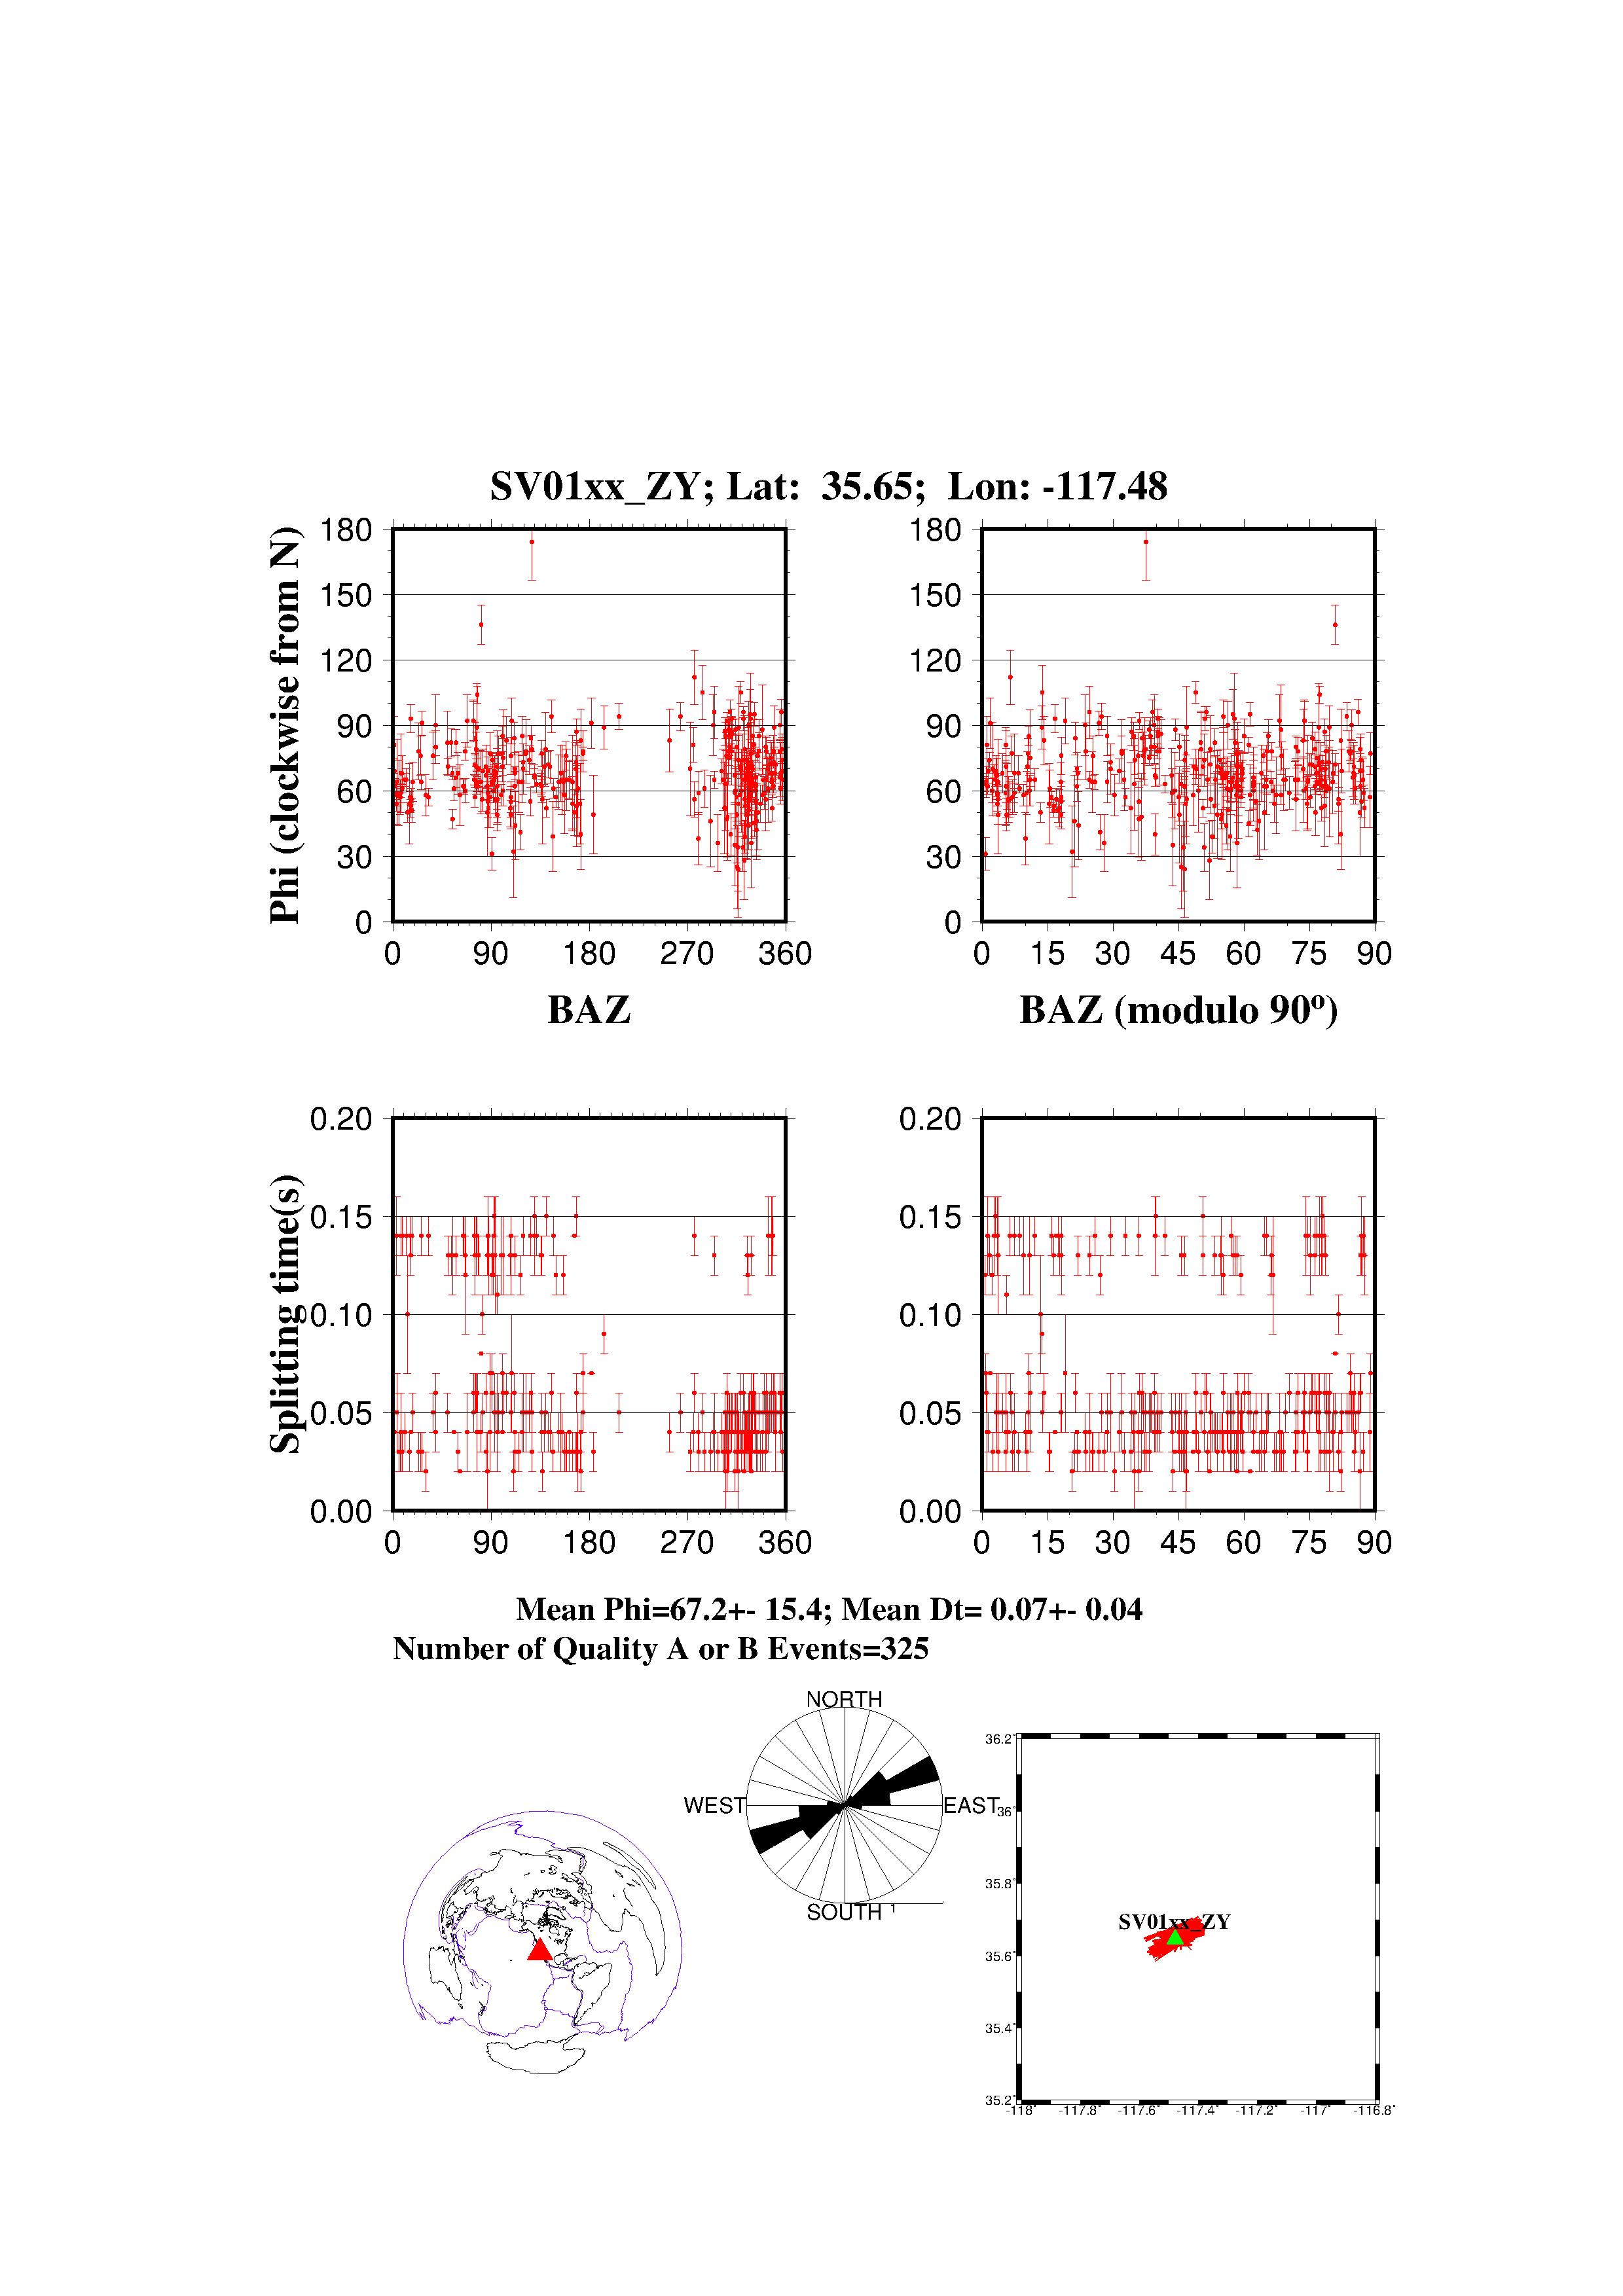 SV01xx_ZY; Lat:  35.65;  Lon: -117.48
Phi (clockwise from N)
180
150
120
90
60
30
0
0 90 180 270 360
BAZ
180
150
120
90
60
30
0
0 15 30 45 60 75 90
BAZ (modulo 90º)
Splitting time(s)
0.20
0.15
0.10
0.05
0.00
0 90 180 270 360
0.20
0.15
0.10
0.05
0.00
0 15 30 45 60 75 90
Mean Phi=67.2+- 15.4; Mean Dt= 0.07+- 0.04
Number of Quality A or B Events=325
NORTH
WEST
EAST
SOUTH
1
36.2˚
36˚
35.8˚
35.6˚
35.4˚
35.2˚
SV01xx_ZY
-118˚ -117.8˚ -117.6˚ -117.4˚ -117.2˚ -117˚ -116.8˚